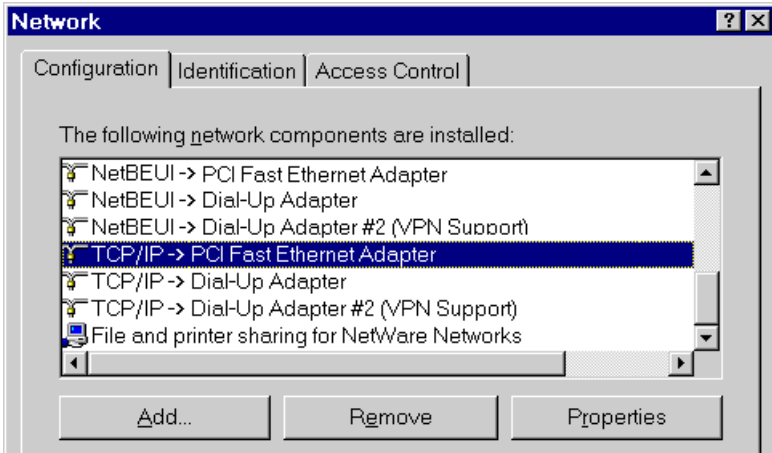 Network
Configuration Identification Access Control
The following network components are installed:
NetBEUI -> PCI Fast Ethernet Adapter
NetBEUI -> Dial-Up Adapter
NetBEUI -> Dial-Up Adapter #2 (VPN Support)
TCP/IP -> PCI Fast Ethernet Adapter
TCP/IP -> Dial-Up Adapter
TCP/IP -> Dial-Up Adapter #2 (VPN Support)
File and printer sharing for NetWare Networks
Add... Remove Properties